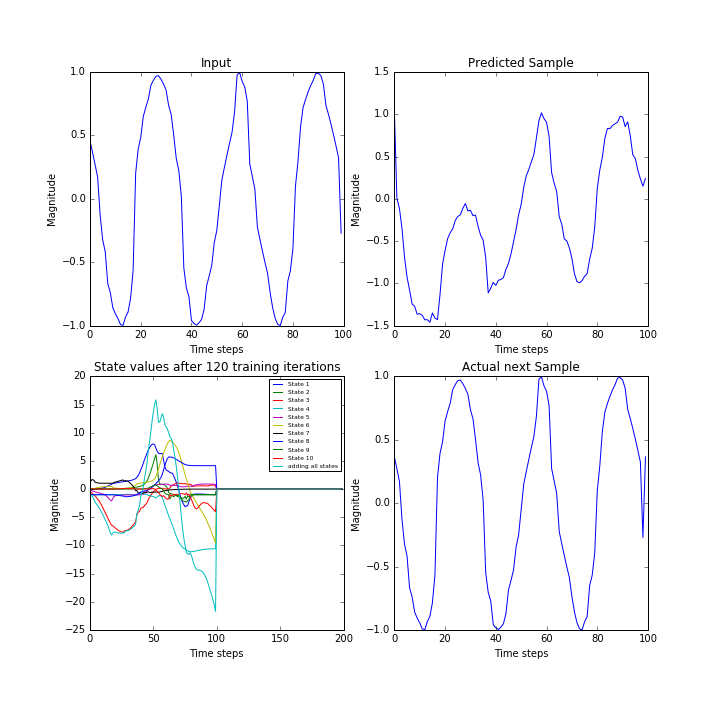 Input
Magnitude
1.0
0.5
0.0
−0.5
−1.0
0 20 40 60 80 100
Time steps
Predicted Sample
Magnitude
1.5
1.0
0.5
0.0
−0.5
−1.0
−1.5
0 20 40 60 80 100
Time steps
State values after 120 training iterations
Magnitude
20
15
10
5
0
−5
−10
−15
−20
−25
0 50 100 150 200
Time steps
State 1
State 2
State 3
State 4
State 5
State 6
State 7
State 8
State 9
State 10
adding all states
Actual next Sample
Magnitude
1.0
0.5
0.0
−0.5
−1.0
0 20 40 60 80 100
Time steps